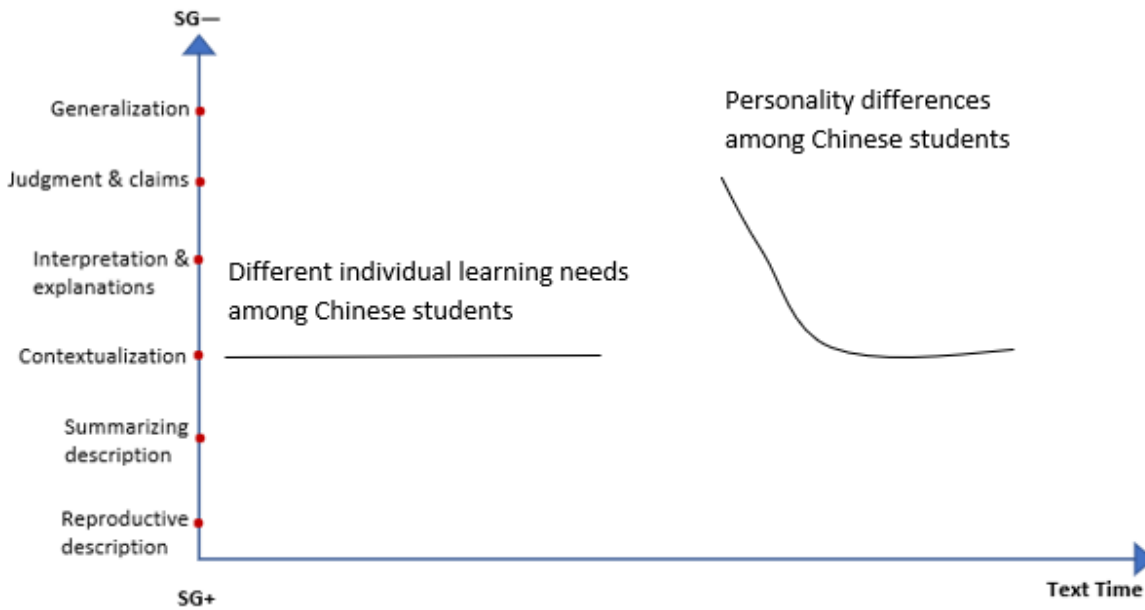 SG—
Generalization
Judgment & claims
Interpretation &
explanations
Contextualization
Summarizing
description
Reproductive
description
SG+
Different individual learning needs
among Chinese students
Personality differences
among Chinese students
Text Time